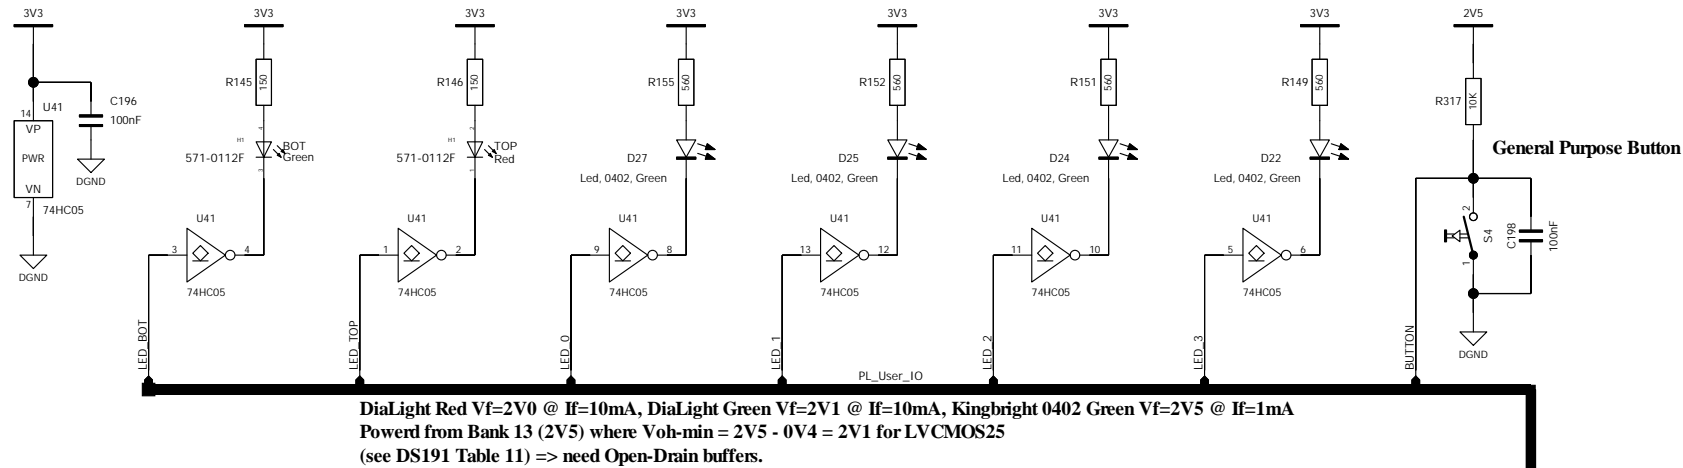 3V3 3V3 3V3 3V3 3V3 3V3 3V3 2V5
R145 150 R146 150 R155 560 R152 560 R151 560 R149 560
R317 10K
U41 C196
14 100nF
VP
PWR
VN
7 74HC05
DGND
DGND
4 2
H1 BOT H1 TOP
571-0112F Green 571-0112F Red
3 1
D27 D25 D24 D22
Led, 0402, Green Led, 0402, Green Led, 0402, Green Led, 0402, Green
General Purpose Button
U41 U41 U41 U41 U41 U41
3 4 1 2 9 8 13 12 11 10 5 6
74HC05 74HC05 74HC05 74HC05 74HC05 74HC05
2
S4
1
C198
100nF
DGND
LED_BOT LED_TOP LED_0 LED_1 LED_2 LED_3 BUTTON
PL_User_IO
DiaLight Red Vf=2V0 @ If=10mA, DiaLight Green Vf=2V1 @ If=10mA, Kingbright 0402 Green Vf=2V5 @ If=1mA
Powerd from Bank 13 (2V5) where Voh-min = 2V5 - 0V4 = 2V1 for LVCMOS25
(see DS191 Table 11) => need Open-Drain buffers.